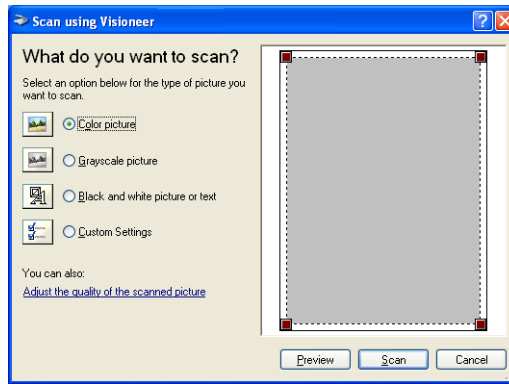 Scan using Visioneer
What do you want to scan?
Select an option below for the type of picture you
want to scan.
Color picture
Grayscale picture
Black and white picture or text
Custom Settings
You can also:
Adjust the quality of the scanned picture
Preview
Scan
Cancel